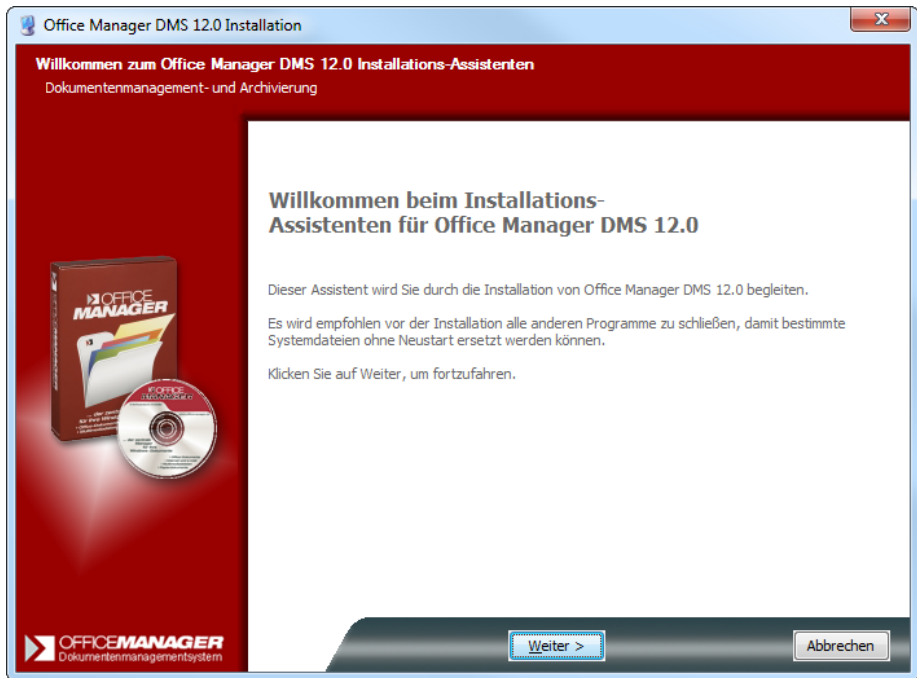 Office Manager DMS 12.0 Installation
Willkommen zum Office Manager DMS 12.0 Installations-Assistenten
Dokumentenmanagement- und Archivierung
Willkommen beim Installations-
Assistenten für Office Manager DMS 12.0
Dieser Assistent wird Sie durch die Installation von Office Manager DMS 12.0 begleiten.
Es wird empfohlen vor der Installation alle anderen Programme zu schließen, damit bestimmte
Systemdateien ohne Neustart ersetzt werden können.
Klicken Sie auf Weiter, um fortzufahren.
OFFICE
MANAGER
OFFICE
MANAGER
OFFICEMANAGER
Dokumentenmanagementsystem
Weiter >
Abbrechen